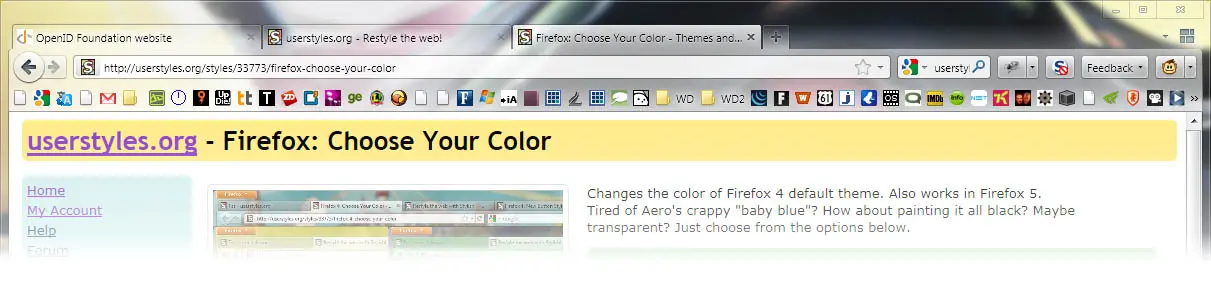 OpenID Foundation website
userstyles.org - Restyle the web!
Firefox: Choose Your Color - Themes and...
http://userstyles.org/styles/33773/firefox-choose-your-color
userstyl
Feedback
WD
WD2
userstyles.org - Firefox: Choose Your Color
Home
My Account
Help
Forum
Changes the color of Firefox 4 default theme. Also works in Firefox 5.
Tired of Aero's crappy "baby blue"? How about painting it all black? Maybe
transparent? Just choose from the options below.